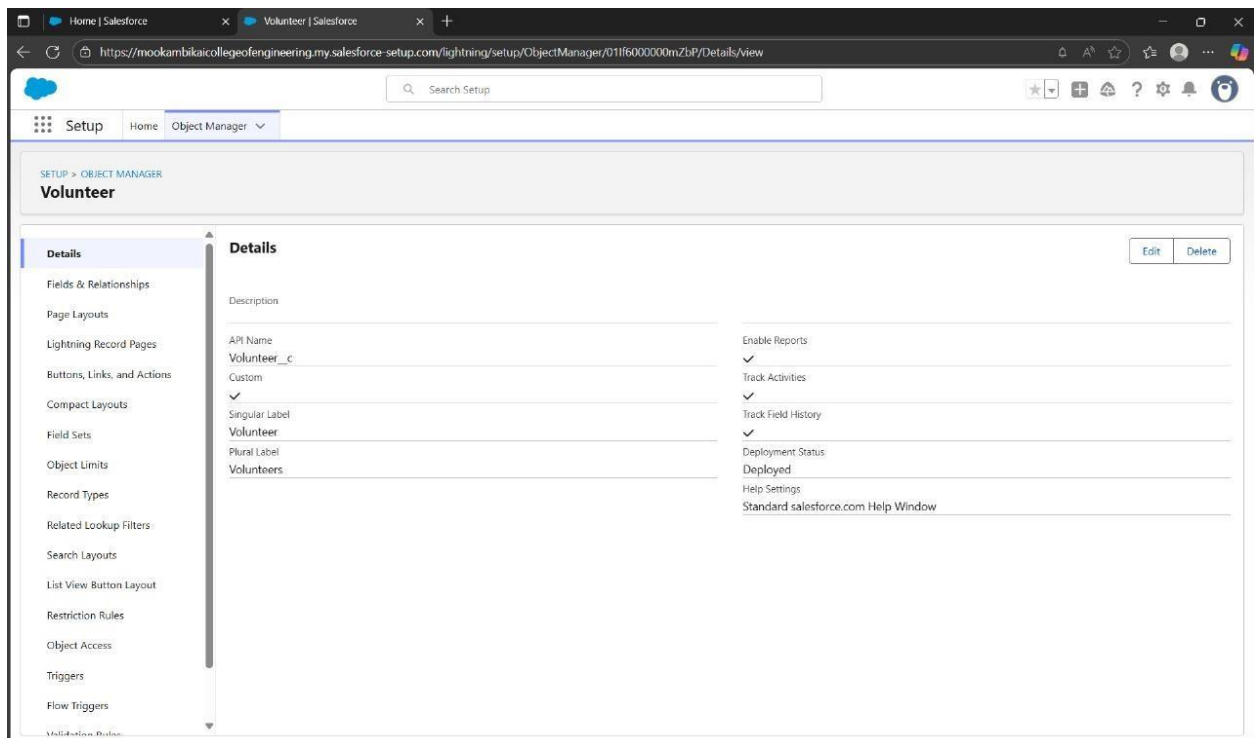 Home | Salesforce
Volunteer | Salesforce
https://mookambikaicollegeofengineering.my.salesforce-setup.com/lightning/setup/ObjectManager/01If6000000mZbP/Details/view
Search Setup
Setup
Home
Object Manager
SETUP > OBJECT MANAGER
Volunteer
Details
Fields & Relationships
Page Layouts
Lightning Record Pages
Buttons, Links, and Actions
Compact Layouts
Field Sets
Object Limits
Record Types
Related Lookup Filters
Search Layouts
List View Button Layout
Restriction Rules
Object Access
Triggers
Flow Triggers
Validation Rules
Details
Edit
Delete
Description
API Name
Volunteer__c
Custom
Singular Label
Volunteer
Plural Label
Volunteers
Enable Reports
Track Activities
Track Field History
Deployment Status
Deployed
Help Settings
Standard salesforce.com Help Window